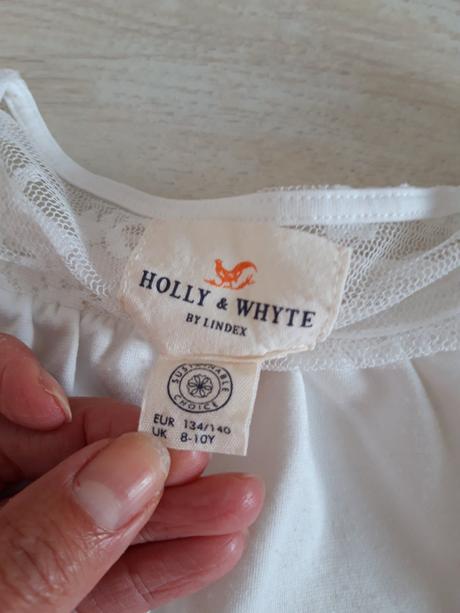 HOLLY & WHYTE
BY LINDEX
SUSTAINABLE
CHOICE
EUR 134/140
UK 8-10Y